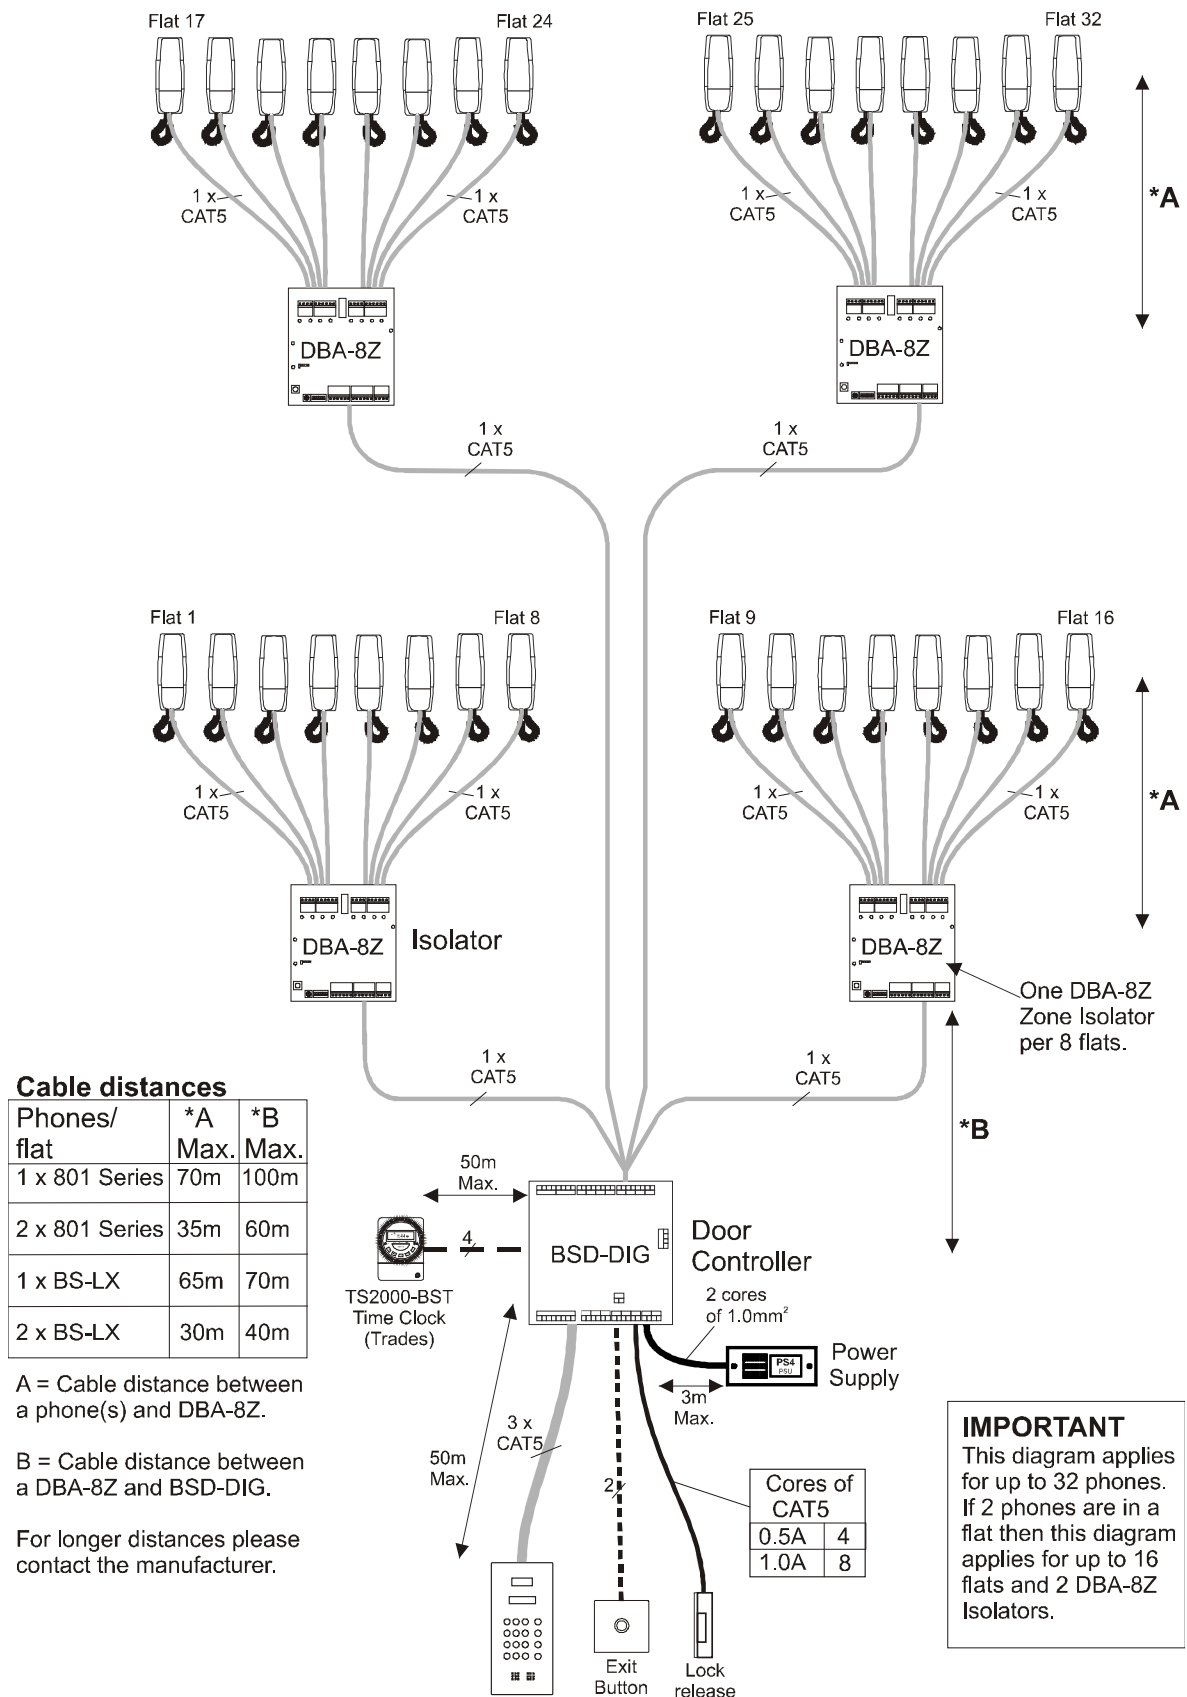 Flat 17
Flat 24
Flat 25
Flat 32
1 x
CAT5
1 x
CAT5
1 x
CAT5
1 x
CAT5
*A
DBA-8Z
DBA-8Z
1 x
CAT5
1 x
CAT5
Flat 1
Flat 8
Flat 9
Flat 16
1 x
CAT5
1 x
CAT5
1 x
CAT5
1 x
CAT5
*A
DBA-8Z
Isolator
DBA-8Z
One DBA-8Z
Zone Isolator
per 8 flats.
1 x
CAT5
1 x
CAT5
*B
Cable distances
Phones/ flat *A Max. *B Max.
1 x 801 Series 70m 100m
2 x 801 Series 35m 60m
1 x BS-LX 65m 70m
2 x BS-LX 30m 40m
A = Cable distance between
a phone(s) and DBA-8Z.
B = Cable distance between
a DBA-8Z and BSD-DIG.
For longer distances please
contact the manufacturer.
50m
Max.
4
TS2000-BST
Time Clock
(Trades)
BSD-DIG
Door
Controller
2 cores
of 1.0mm²
PS4
PSU
Power
Supply
3m
Max.
3 x
CAT5
50m
Max.
2
Cores of
CAT5
0.5A 4
1.0A 8
Exit
Button
Lock
release
IMPORTANT
This diagram applies
for up to 32 phones.
If 2 phones are in a
flat then this diagram
applies for up to 16
flats and 2 DBA-8Z
Isolators.